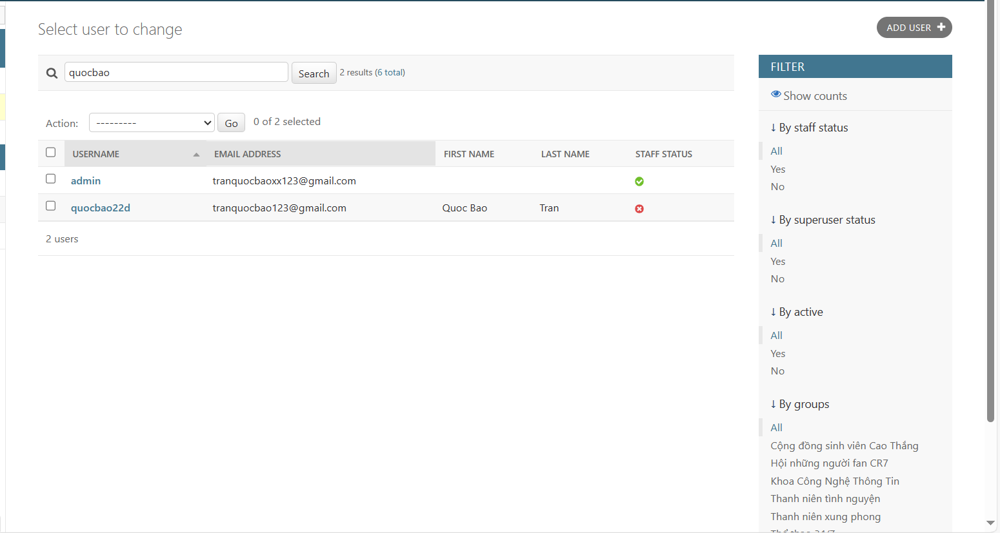 Select user to change
ADD USER
quocbao
Search
2 results (6 total)
Action:
---------
Go
0 of 2 selected
USERNAME EMAIL ADDRESS FIRST NAME LAST NAME STAFF STATUS
admin tranquocbaoxx123@gmail.com
quocbao22d tranquocbao123@gmail.com Quoc Bao Tran
2 users
FILTER
Show counts
↓ By staff status
All
Yes
No
↓ By superuser status
All
Yes
No
↓ By active
All
Yes
No
↓ By groups
All
Cộng đồng sinh viên Cao Thắng
Hội những người fan CR7
Khoa Công Nghệ Thông Tin
Thanh niên tình nguyện
Thanh niên xung phong